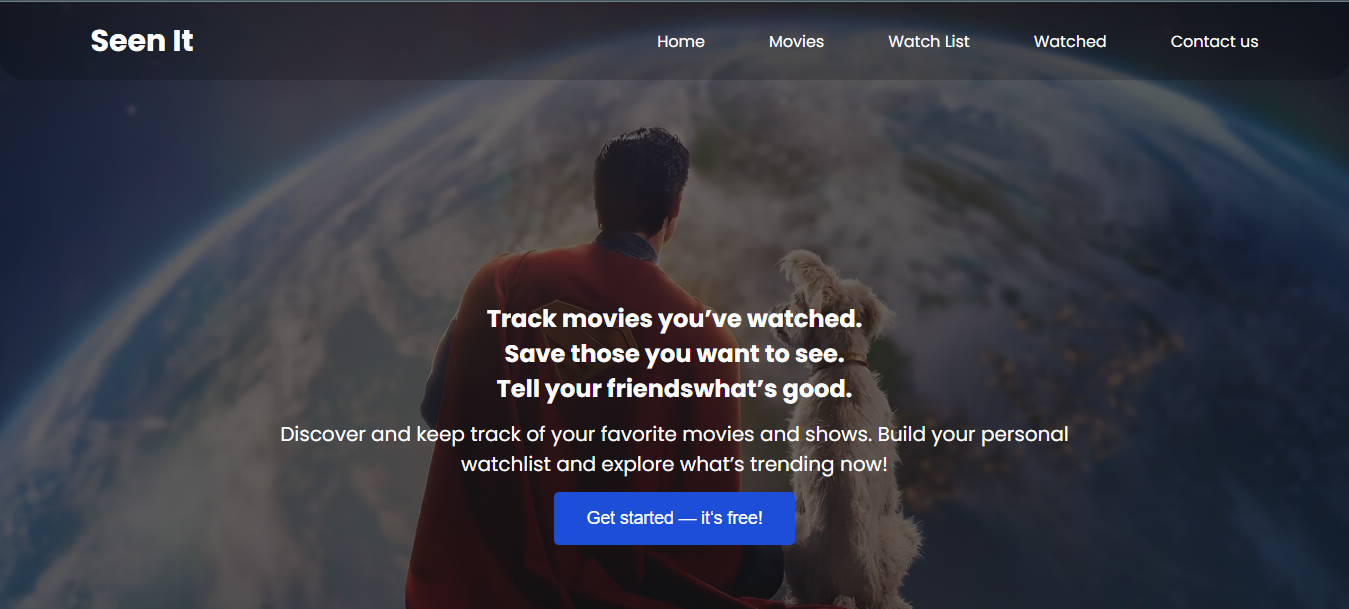 Seen It
Home Movies Watch List Watched Contact us
Track movies you’ve watched.
Save those you want to see.
Tell your friendswhat’s good.
Discover and keep track of your favorite movies and shows. Build your personal
watchlist and explore what’s trending now!
Get started — it's free!